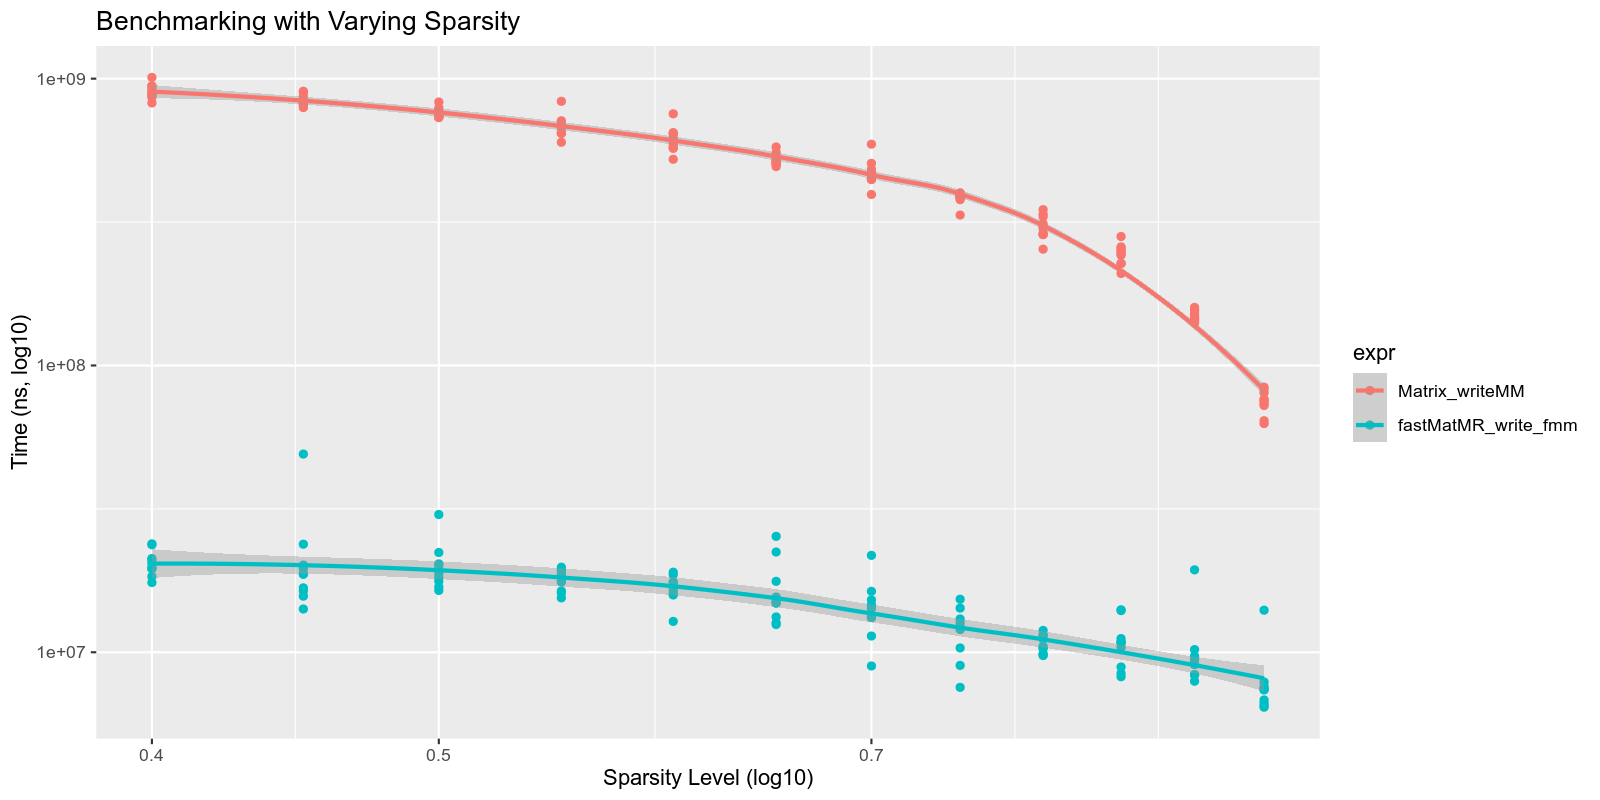 Benchmarking with Varying Sparsity
1e+09
1e+08
1e+07
Time (ns, log10)
0.4
0.5
0.7
Sparsity Level (log10)
expr
Matrix_writeMM
fastMatMR_write_fmm